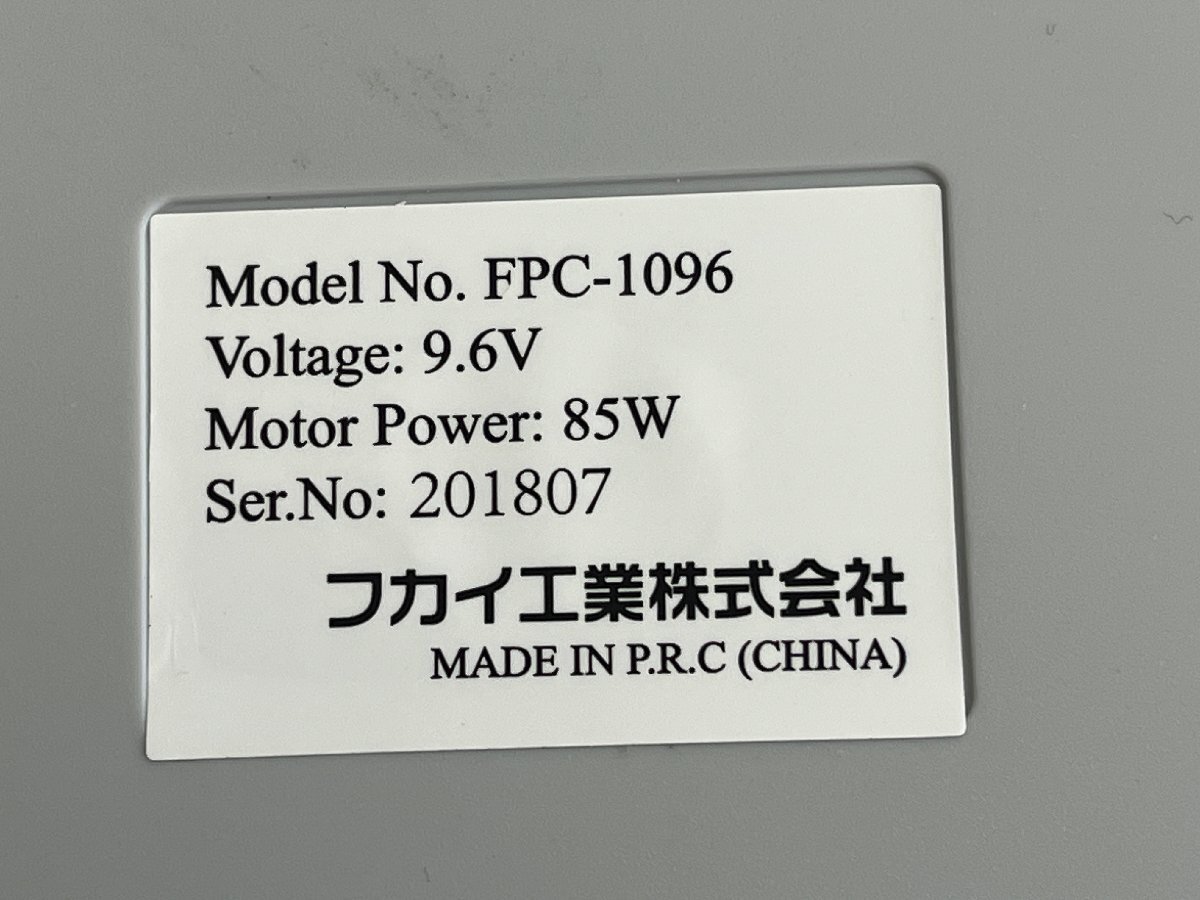 Model No. FPC-1096
Voltage: 9.6V
Motor Power: 85W
Ser.No: 201807
フカイ工業株式会社
MADE IN P.R.C (CHINA)